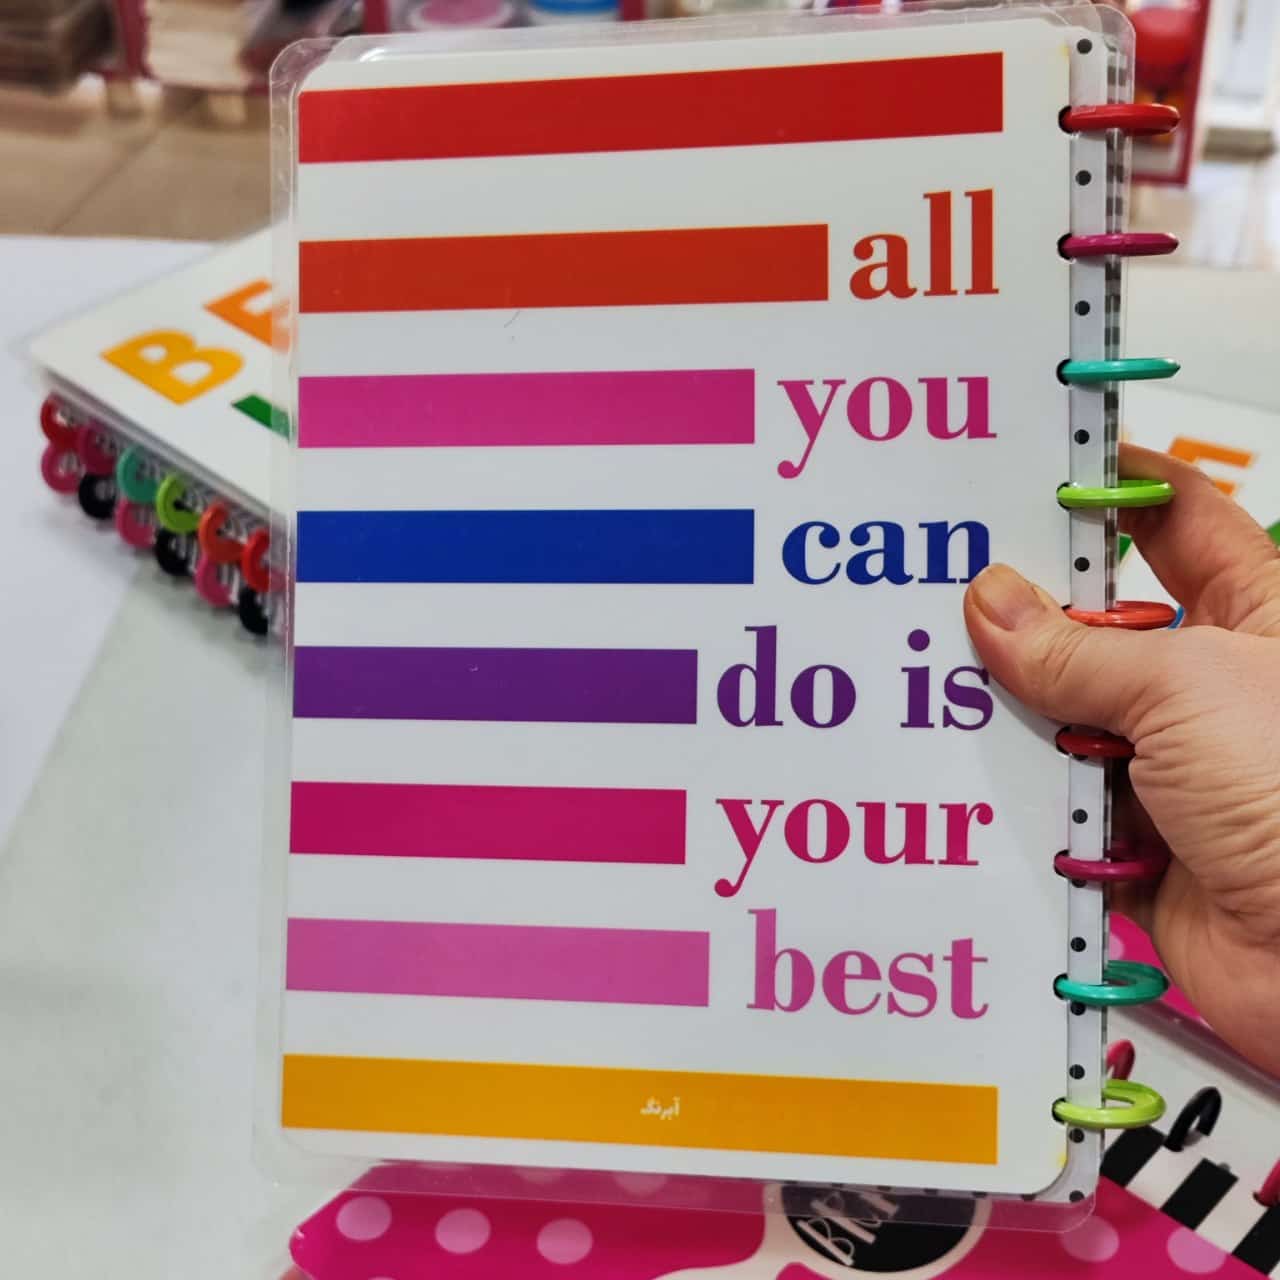 all
you
can
do is
your
best
آبرنگ